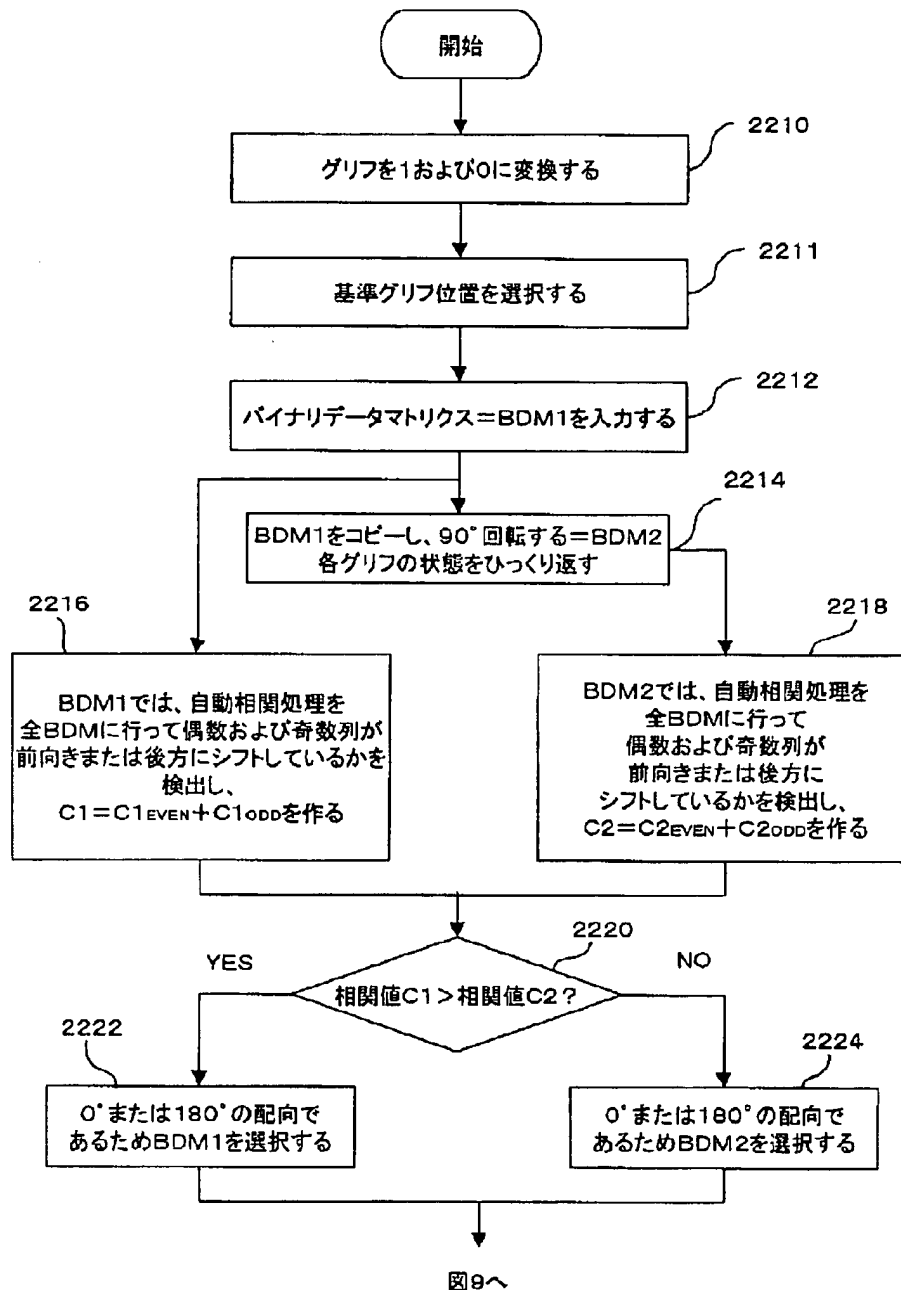 開始
2210
グリフを1および0に変換する
2211
基準グリフ位置を選択する
2212
バイナリデータマトリクス=BDM1を入力する
2214
BDM1をコピーし、90°回転する=BDM2
各グリフの状態をひっくり返す
2216
BDM1では、自動相関処理を
全BDMに行って偶数および奇数列が
前向きまたは後方にシフトしているかを
検出し、
C1=C1EVEN+C1ODDを作る
2218
BDM2では、自動相関処理を
全BDMに行って
偶数および奇数列が
前向きまたは後方に
シフトしているかを検出し、
C2=C2EVEN+C2ODDを作る
2220
YES
NO
相関値C1>相関値C2?
2222
0°または180°の配向で
あるためBDM1を選択する
2224
0°または180°の配向で
あるためBDM2を選択する
図9へ